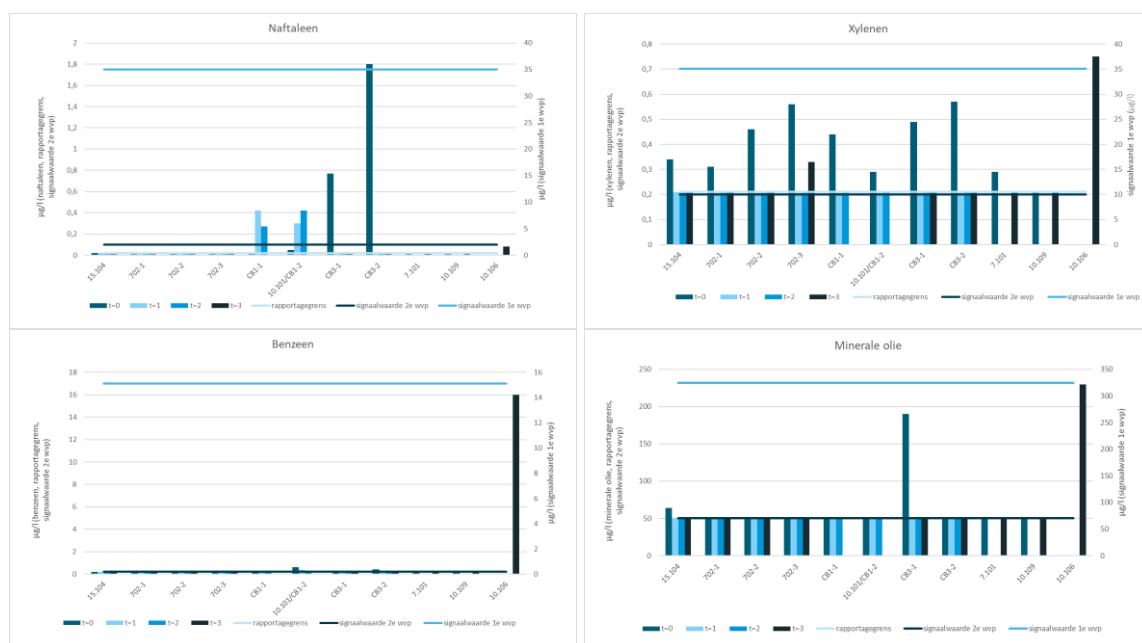 Naftaleen
µg/l (naftaleen, rapportagegrens,
signaalwaarde 2e wvp)
2
1,8
1,6
1,4
1,2
1
0,8
0,6
0,4
0,2
0
40
35
30
25
20
15
10
5
0
µg/l (signaalwaarde 1e wvp)
15.104
702-1
702-2
702-3
CB1-1
10.101/CB1-2
CB3-1
CB3-2
7.101
10.109
10.106
t=0 t=1 t=2 t=3 rapportagegrens signaalwaarde 2e wvp signaalwaarde 1e wvp
Xylenen
µg/l (xylenen, rapportagegrens,
signaalwaarde 2e wvp)
0,8
0,7
0,6
0,5
0,4
0,3
0,2
0,1
0
40
35
30
25
20
15
10
5
0
signaalwaarde 1e wvp (µg/l)
15.104
702-1
702-2
702-3
CB1-1
10.101/CB1-2
CB3-1
CB3-2
7.101
10.109
10.106
t=0 t=1 t=2 t=3 rapportagegrens signaalwaarde 2e wvp signaalwaarde 1e wvp
Benzeen
µg/l (benzeen, rapportagegrens,
signaalwaarde 2e wvp)
18
16
14
12
10
8
6
4
2
0
16
14
12
10
8
6
4
2
0
µg/l (signaalwaarde 1e wvp)
15.104
702-1
702-2
702-3
CB1-1
10.101/CB1-2
CB3-1
CB3-2
7.101
10.109
10.106
t=0 t=1 t=2 t=3 rapportagegrens signaalwaarde 2e wvp signaalwaarde 1e wvp
Minerale olie
µg/l (minerale olie, rapportagegrens,
signaalwaarde 2e wvp)
250
200
150
100
50
0
350
300
250
200
150
100
50
0
µg/l (signaalwaarde 1e wvp)
15.104
702-1
702-2
702-3
CB1-1
10.101/CB1-2
CB3-1
CB3-2
7.101
10.109
10.106
t=0 t=1 t=2 t=3 rapportagegrens signaalwaarde 2e wvp signaalwaarde 1e wvp